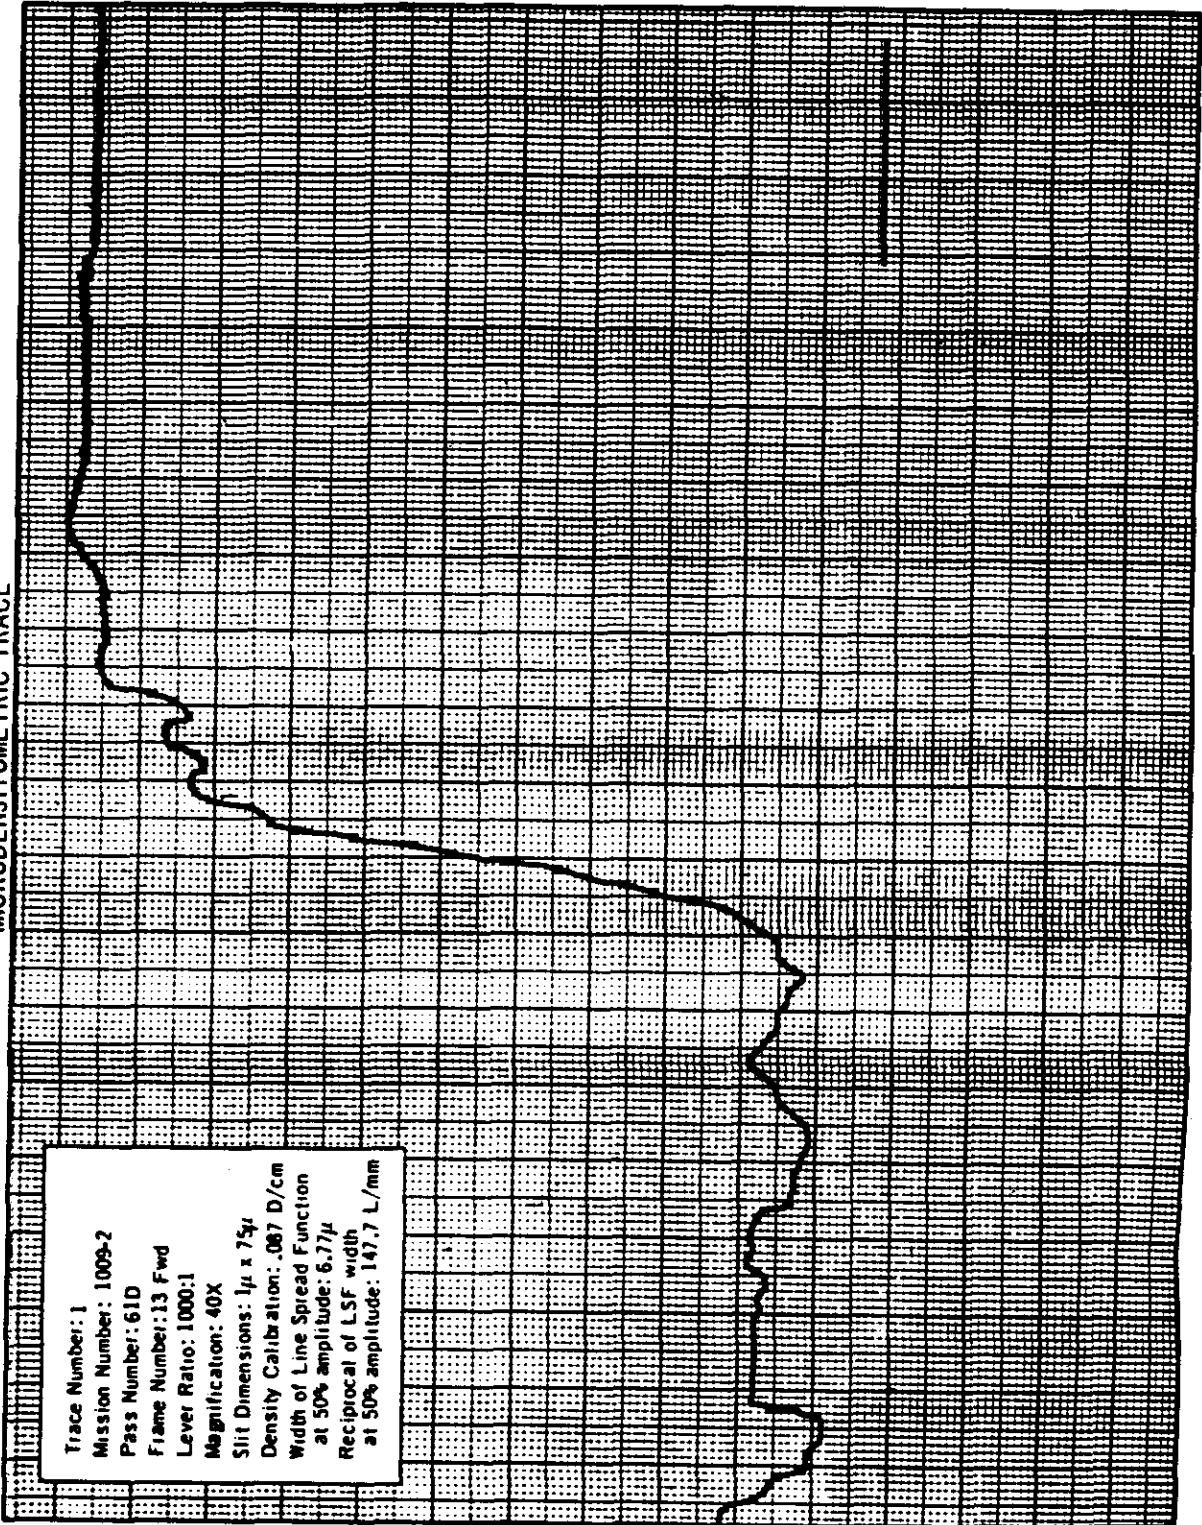 MICRODENSITOMETRIC TRACE
Trace Number: 1
Mission Number: 1009-2
Pass Number: 61D
Frame Number: 13 Fwd
Lever Ratio: 1000:1
Magnification: 40X
Slit Dimensions: 1μ x 75μ
Density Calibration: .087 D/cm
Width of Line Spread Function
at 50% amplitude: 6.77μ
Reciprocal of LSF width
at 50% amplitude: 147.7 L/mm